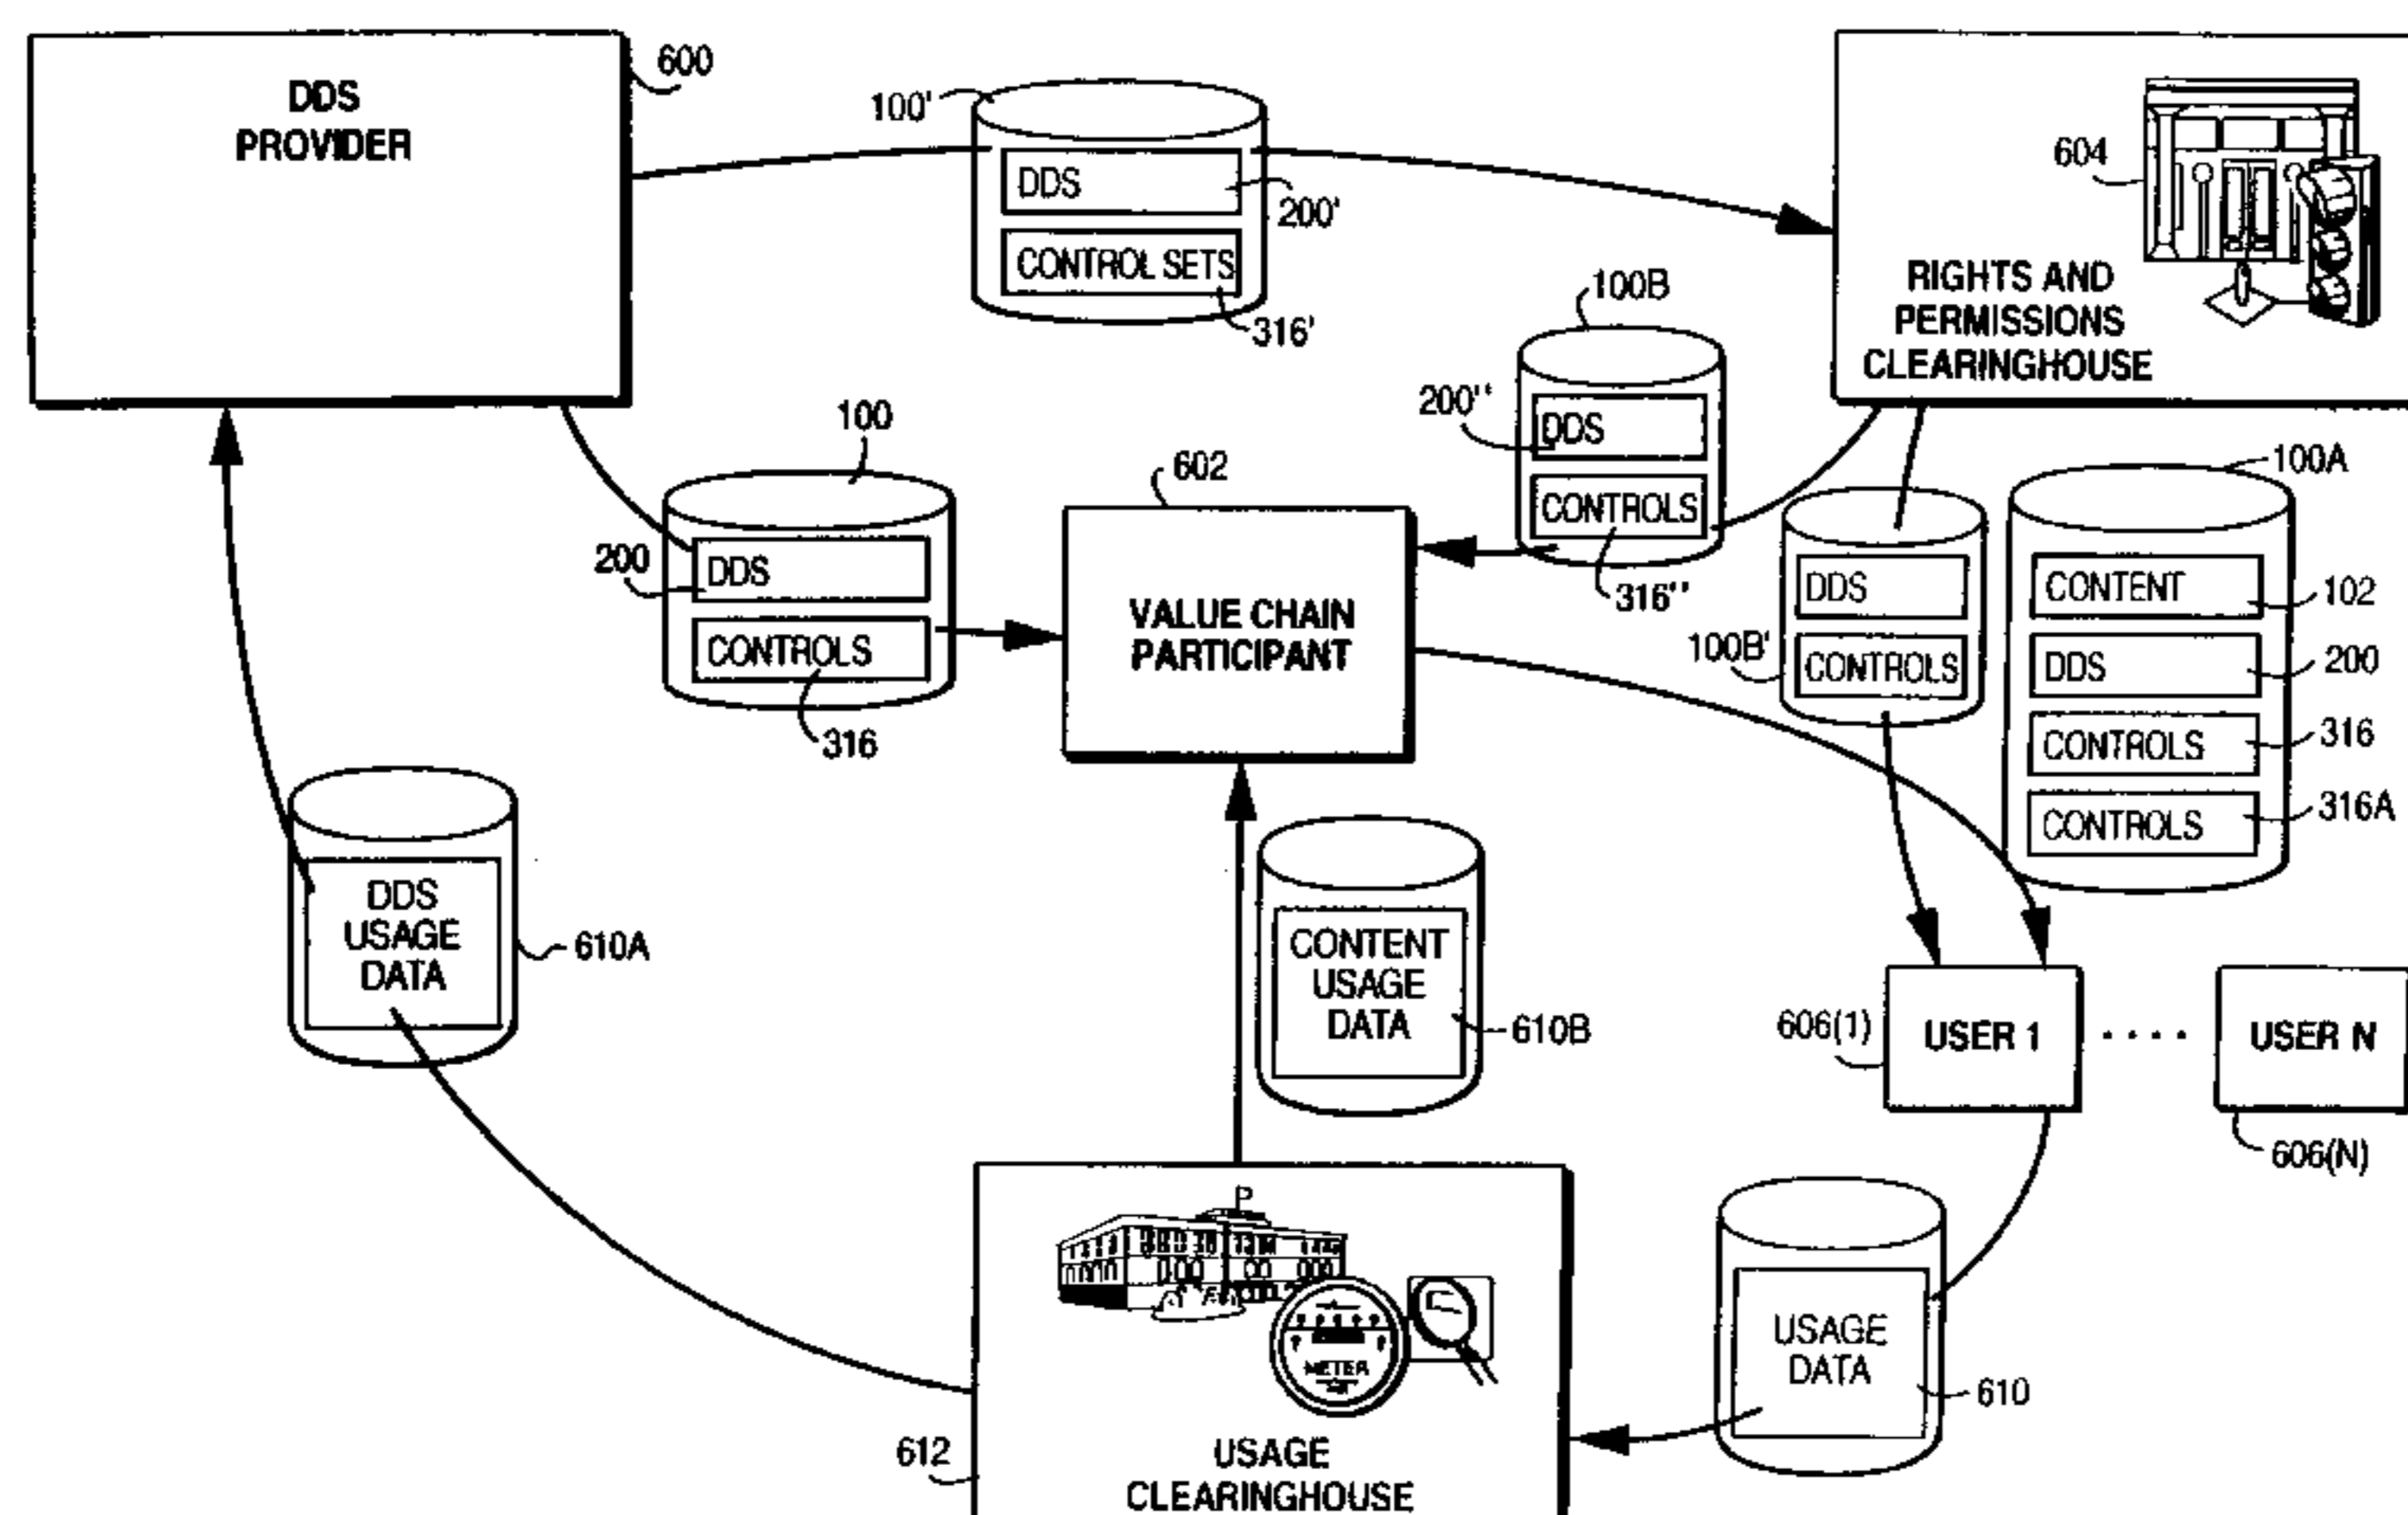 DDS
PROVIDER
600
100'
DDS
200'
CONTROL SETS
316'
604
RIGHTS AND
PERMISSIONS
CLEARINGHOUSE
100B
200''
DDS
CONTROLS
316''
100
200
DDS
CONTROLS
316
602
VALUE CHAIN
PARTICIPANT
DDS
100B'
CONTROLS
100A
CONTENT
102
DDS
200
CONTROLS
316
CONTROLS
316A
DDS
USAGE
DATA
610A
CONTENT
USAGE
DATA
610B
606(1)
USER 1
. . . .
USER N
606(N)
USAGE
DATA
610
P
METER
612
USAGE
CLEARINGHOUSE